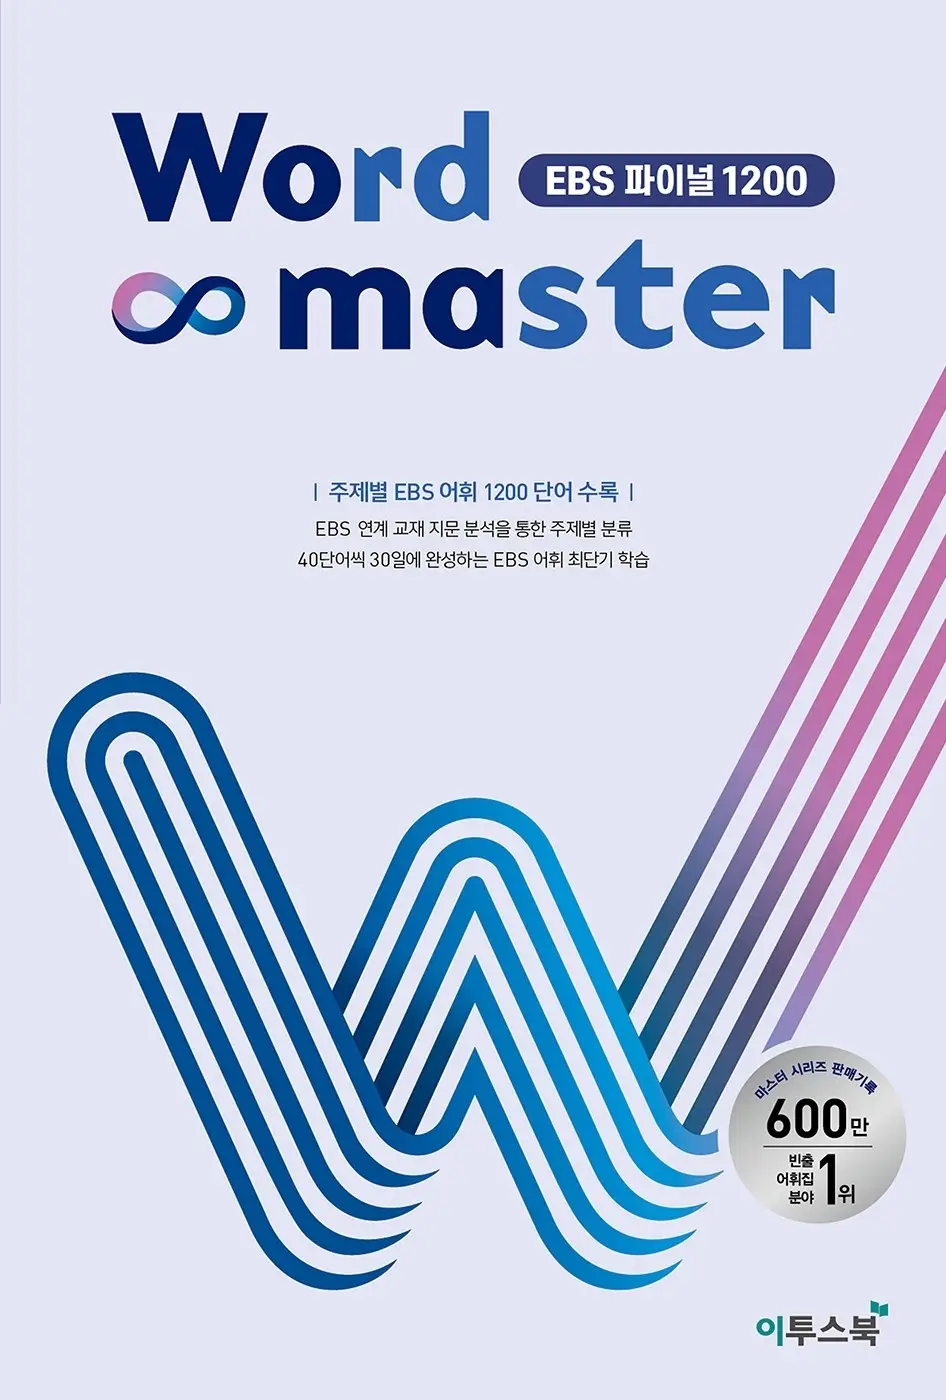 Word
EBS 파이널 1200
master
| 주제별 EBS 어휘 1200 단어 수록 |
EBS 연계 교재 지문 분석을 통한 주제별 분류
40단어씩 30일에 완성하는 EBS 어휘 최단기 학습
마스터 시리즈 판매기록
600만
빈출
어휘집
분야
1위
이투스북